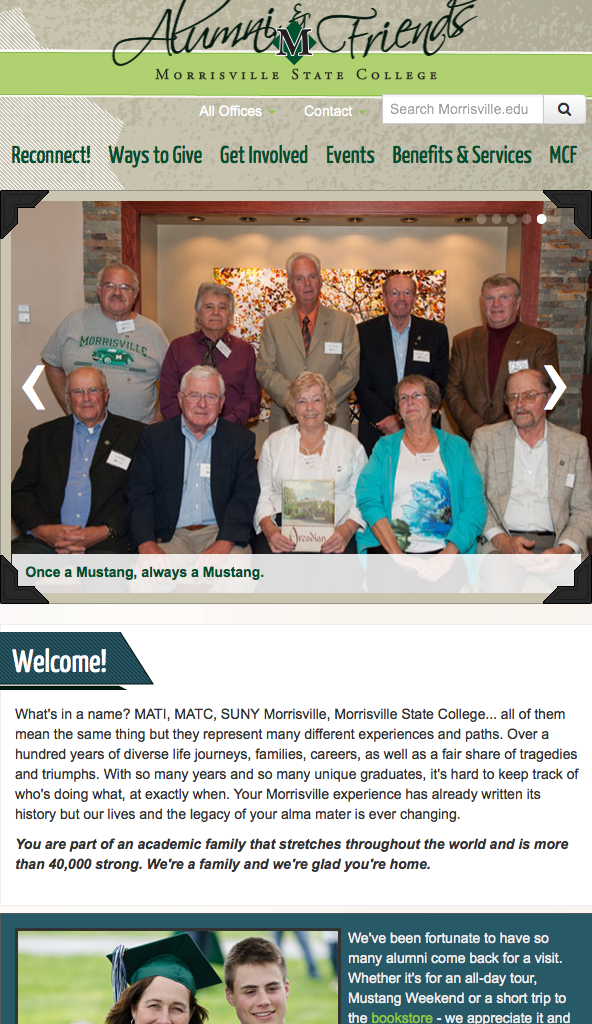 Alumni & Friends
M
MORRISVILLE STATE COLLEGE
All Offices Contact Search Morrisville.edu
Reconnect! Ways to Give Get Involved Events Benefits & Services MCF
MORRISVILLE
Arcadian
Once a Mustang, always a Mustang.
Welcome!
What's in a name? MATI, MATC, SUNY Morrisville, Morrisville State College... all of them
mean the same thing but they represent many different experiences and paths. Over a
hundred years of diverse life journeys, families, careers, as well as a fair share of tragedies
and triumphs. With so many years and so many unique graduates, it's hard to keep track of
who's doing what, at exactly when. Your Morrisville experience has already written its
history but our lives and the legacy of your alma mater is ever changing.
You are part of an academic family that stretches throughout the world and is more
than 40,000 strong. We're a family and we're glad you're home.
We've been fortunate to have so
many alumni come back for a visit.
Whether it's for an all-day tour,
Mustang Weekend or a short trip to
the bookstore - we appreciate it and